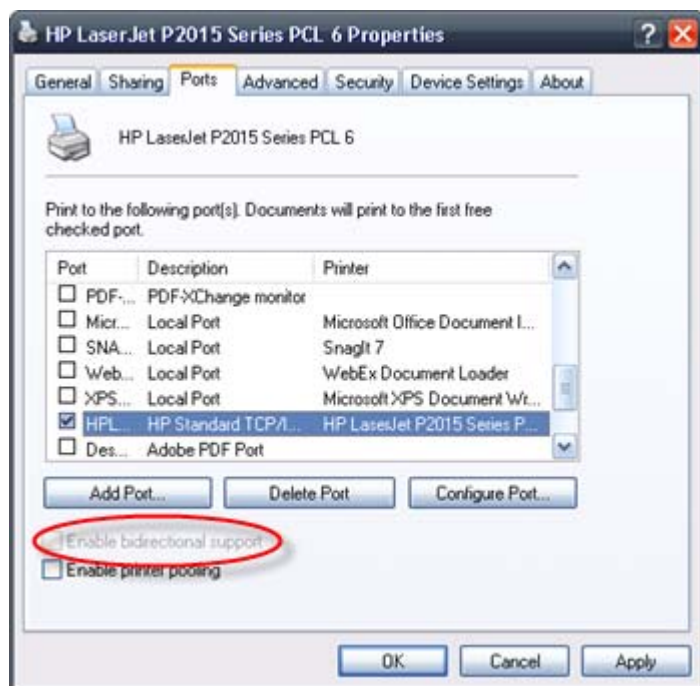 HP LaserJet P2015 Series PCL 6 Properties
General Sharing Ports Advanced Security Device Settings About
HP LaserJet P2015 Series PCL 6
Print to the following port(s). Documents will print to the first free
checked port.
Port Description Printer
PDF-... PDF-XChange monitor
Micr... Local Port Microsoft Office Document I...
SNA... Local Port SnagIt 7
Web... Local Port WebEx Document Loader
XPS... Local Port Microsoft XPS Document Wr...
HPL... HP Standard TCP/I... HP LaserJet P2015 Series P...
Des... Adobe PDF Port
Add Port... Delete Port Configure Port...
Enable bidirectional support
Enable printer pooling
OK Cancel Apply